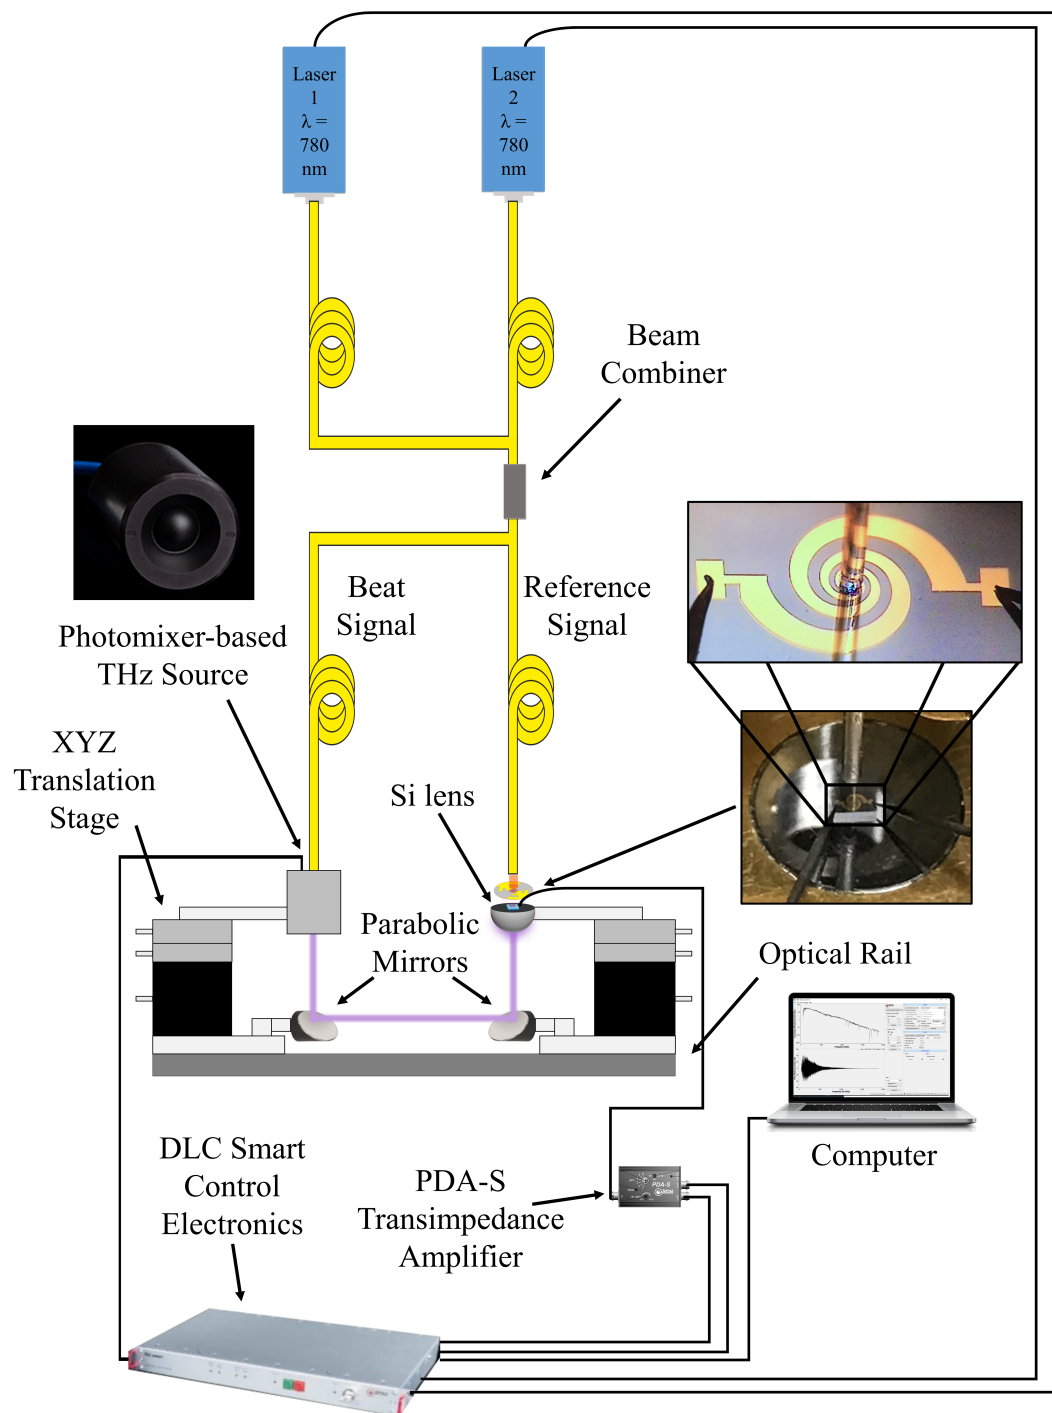 Laser
1
λ =
780
nm
Laser
2
λ =
780
nm
Beam
Combiner
Beat
Signal
Reference
Signal
Photomixer-based
THz Source
XYZ
Translation
Stage
Si lens
Parabolic
Mirrors
Optical Rail
Computer
DLC Smart
Control
Electronics
PDA-S
Transimpedance
Amplifier
PDA-S